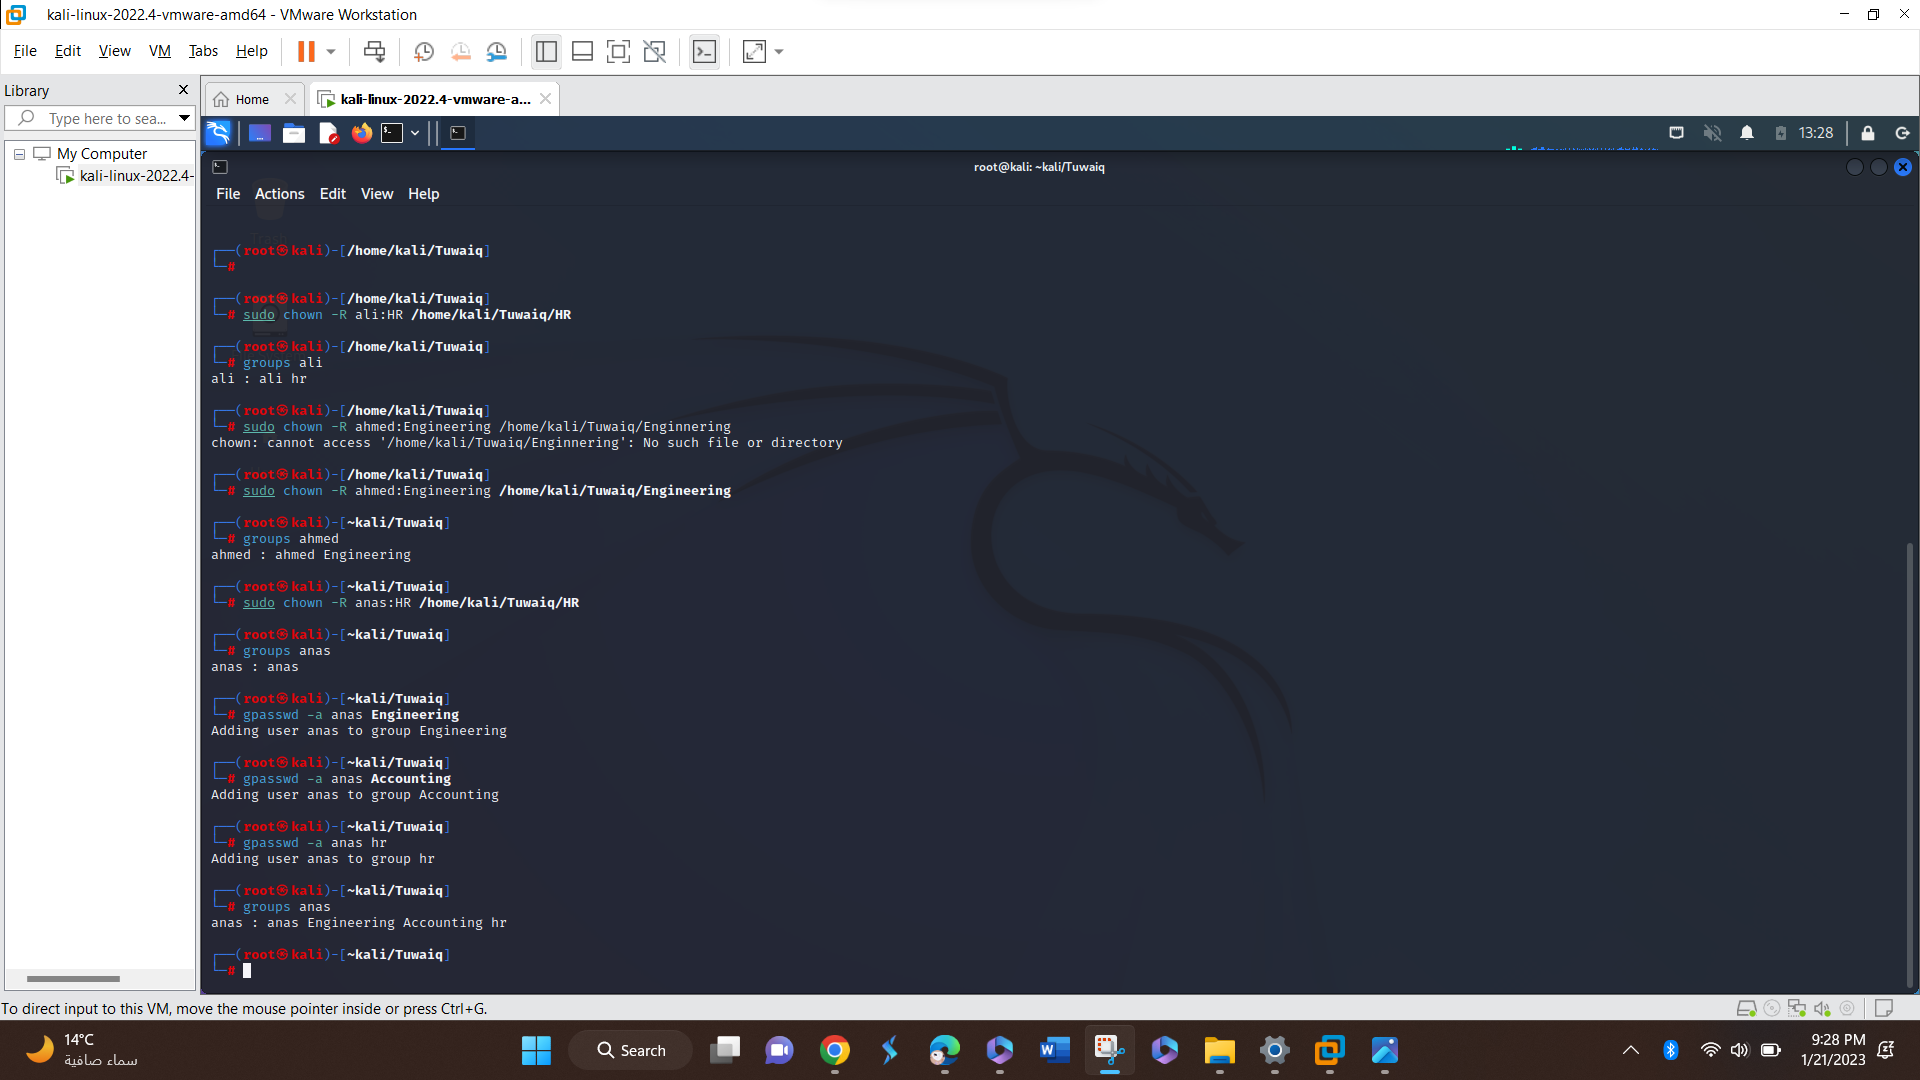 kali-linux-2022.4-vmware-amd64 - VMware Workstation
File Edit View VM Tabs Help
Library
Type here to sea...
My Computer
kali-linux-2022.4-
Home
kali-linux-2022.4-vmware-a...
13:28
root@kali: ~kali/Tuwaiq
File Actions Edit View Help
┌──(root㉿kali)-[/home/kali/Tuwaiq]
└─#
┌──(root㉿kali)-[/home/kali/Tuwaiq]
└─# sudo chown -R ali:HR /home/kali/Tuwaiq/HR
┌──(root㉿kali)-[/home/kali/Tuwaiq]
└─# groups ali
ali : ali hr
┌──(root㉿kali)-[/home/kali/Tuwaiq]
└─# sudo chown -R ahmed:Engineering /home/kali/Tuwaiq/Enginnering
chown: cannot access '/home/kali/Tuwaiq/Enginnering': No such file or directory
┌──(root㉿kali)-[/home/kali/Tuwaiq]
└─# sudo chown -R ahmed:Engineering /home/kali/Tuwaiq/Engineering
┌──(root㉿kali)-[~kali/Tuwaiq]
└─# groups ahmed
ahmed : ahmed Engineering
┌──(root㉿kali)-[~kali/Tuwaiq]
└─# sudo chown -R anas:HR /home/kali/Tuwaiq/HR
┌──(root㉿kali)-[~kali/Tuwaiq]
└─# groups anas
anas : anas
┌──(root㉿kali)-[~kali/Tuwaiq]
└─# gpasswd -a anas Engineering
Adding user anas to group Engineering
┌──(root㉿kali)-[~kali/Tuwaiq]
└─# gpasswd -a anas Accounting
Adding user anas to group Accounting
┌──(root㉿kali)-[~kali/Tuwaiq]
└─# gpasswd -a anas hr
Adding user anas to group hr
┌──(root㉿kali)-[~kali/Tuwaiq]
└─# groups anas
anas : anas Engineering Accounting hr
┌──(root㉿kali)-[~kali/Tuwaiq]
└─#
To direct input to this VM, move the mouse pointer inside or press Ctrl+G.
14°C
سماء صافية
Search
9:28 PM
1/21/2023